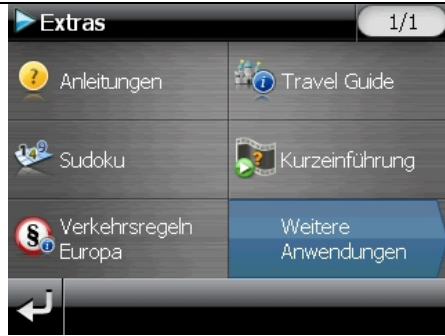 Extras
1/1
Anleitungen
Travel Guide
Sudoku
Kurzeinführung
Verkehrsregeln
Europa
Weitere
Anwendungen